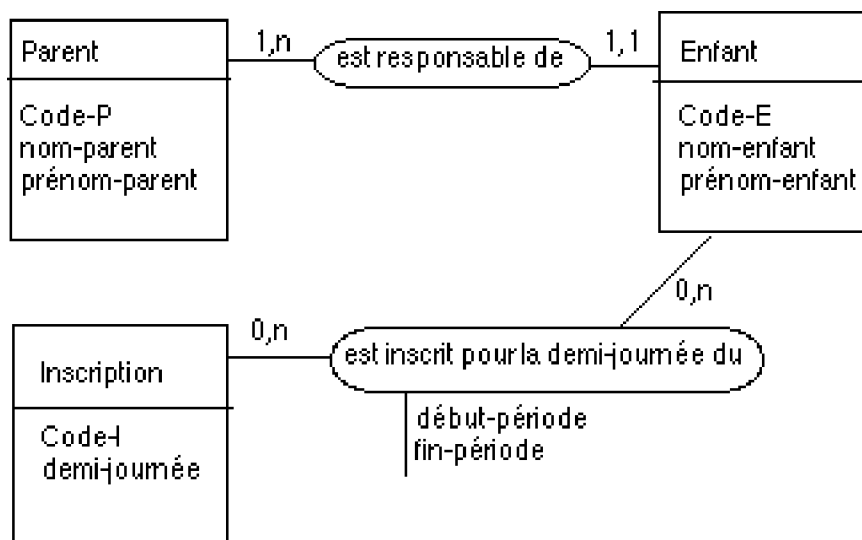 Parent
1,n
est responsable de
1,1
Enfant
Code-P
nom-parent
prénom-parent
Code-E
nom-enfant
prénom-enfant
0,n
0,n
est inscrit pour la demi-journée du
Inscription
début-période
fin-période
Code-I
demi-journée